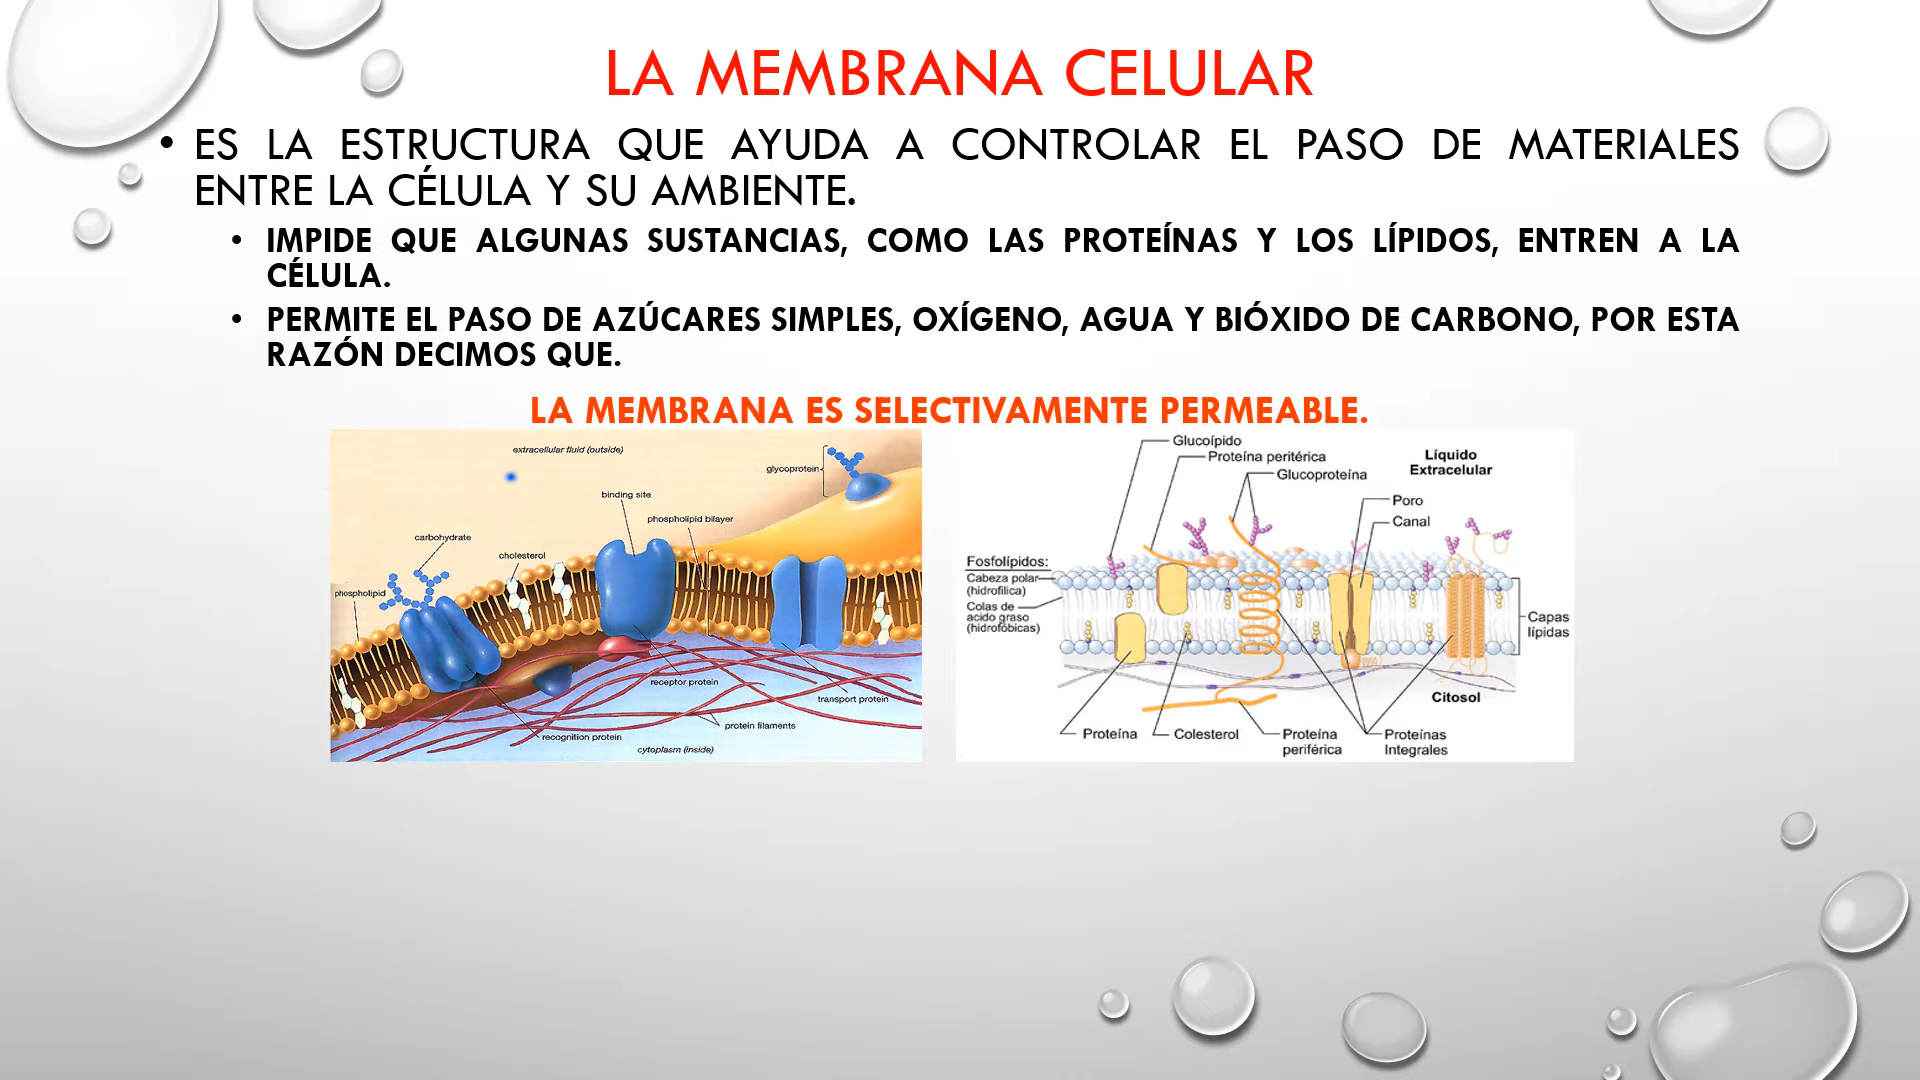 LA MEMBRANA CELULAR
• ES LA ESTRUCTURA QUE AYUDA A CONTROLAR EL PASO DE MATERIALES
ENTRE LA CÉLULA Y SU AMBIENTE.
• IMPIDE QUE ALGUNAS SUSTANCIAS, COMO LAS PROTEÍNAS Y LOS LÍPIDOS, ENTREN A LA
CÉLULA.
• PERMITE EL PASO DE AZÚCARES SIMPLES, OXÍGENO, AGUA Y BIÓXIDO DE CARBONO, POR ESTA
RAZÓN DECIMOS QUE.
LA MEMBRANA ES SELECTIVAMENTE PERMEABLE.
extracellular fluid (outside)
glycoprotein
binding site
phospholipid bilayer
carbohydrate
cholesterol
phospholipid
receptor protein
transport protein
protein filaments
recognition protein
cytoplasm (inside)
Glucoípido
Proteína peritérica
Glucoproteína
Líquido
Extracelular
Poro
Canal
Fosfolípidos:
Cabeza polar
(hidrofilica)
Colas de
acido graso
(hidrofóbicas)
Capas
lípidas
Citosol
Proteína
Colesterol
Proteína
periférica
Proteínas
Integrales